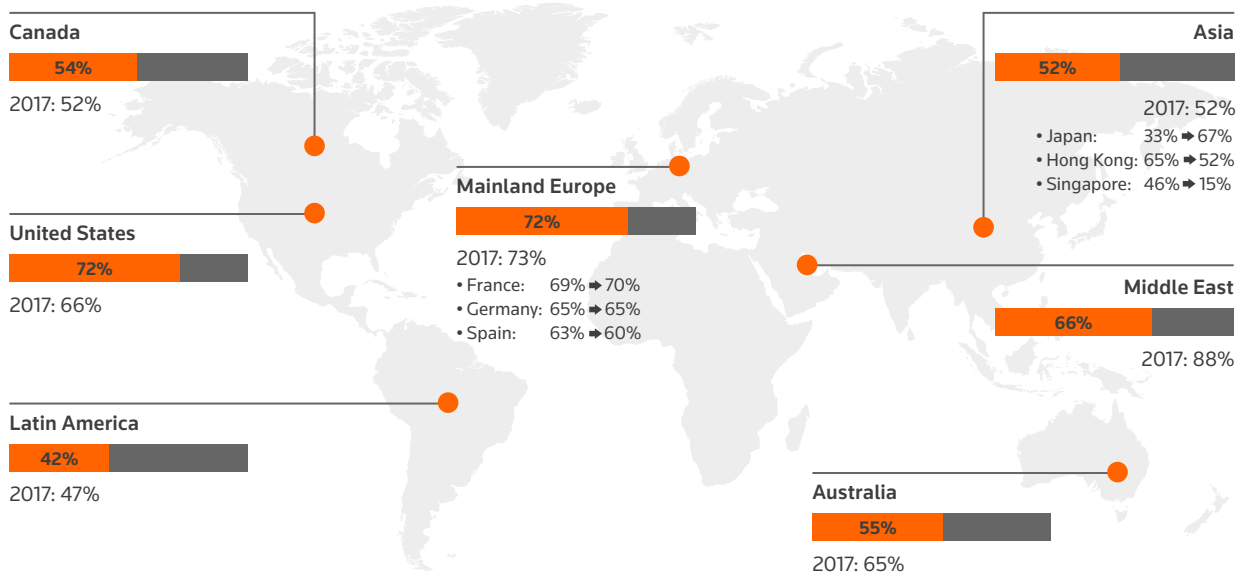 Canada
54%
2017: 52%
United States
72%
2017: 66%
Latin America
42%
2017: 47%
Mainland Europe
72%
2017: 73%
• France: 69% ➡ 70%
• Germany: 65% ➡ 65%
• Spain: 63% ➡ 60%
Asia
52%
2017: 52%
• Japan: 33% ➡ 67%
• Hong Kong: 65% ➡ 52%
• Singapore: 46% ➡ 15%
Middle East
66%
2017: 88%
Australia
55%
2017: 65%